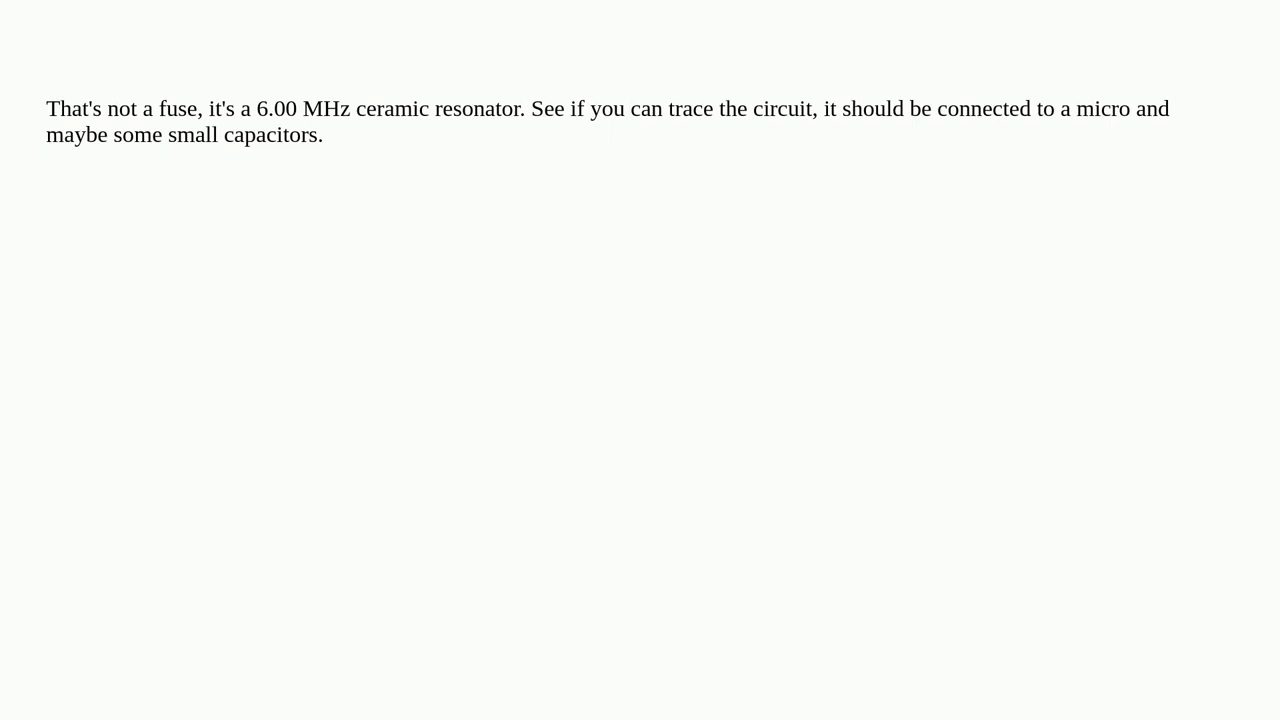 That's not a fuse, it's a 6.00 MHz ceramic resonator. See if you can trace the circuit, it should be connected to a micro and
maybe some small capacitors.